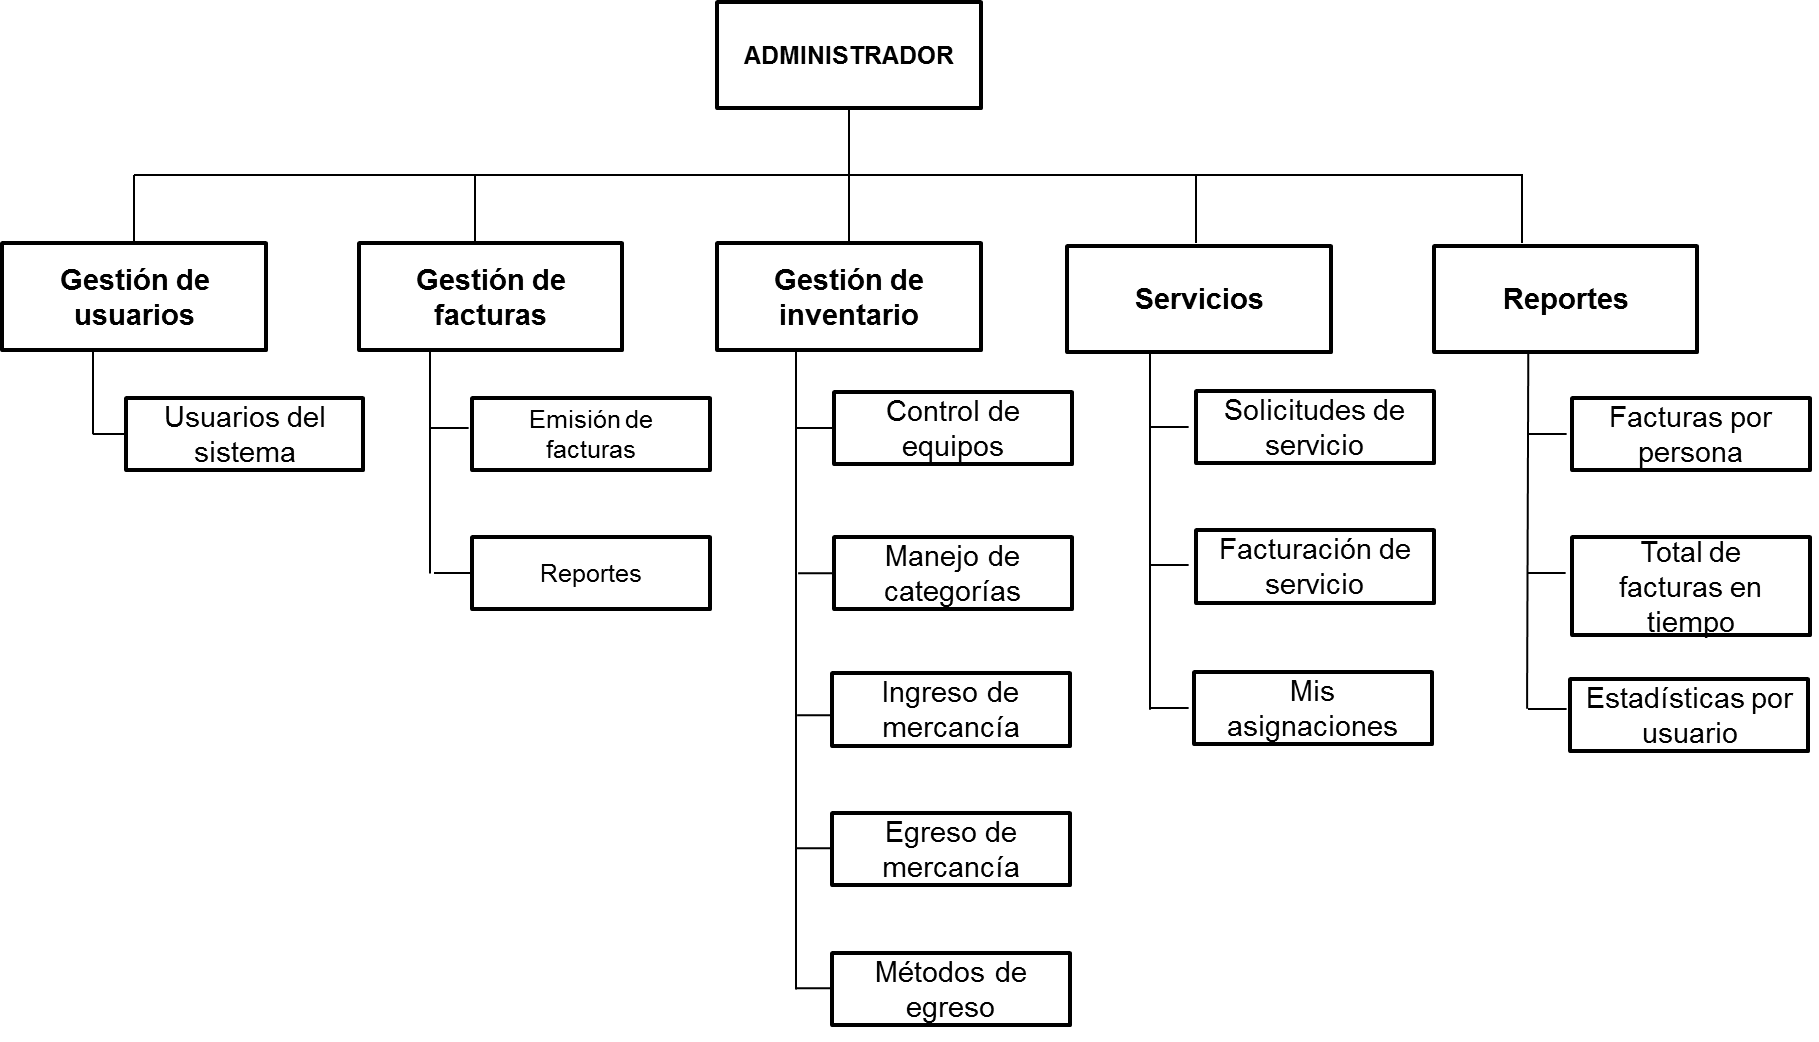 ADMINISTRADOR
Gestión de
usuarios
Usuarios del
sistema
Gestión de
facturas
Emisión de
facturas
Reportes
Gestión de
inventario
Control de
equipos
Manejo de
categorías
Ingreso de
mercancía
Egreso de
mercancía
Métodos de
egreso
Servicios
Solicitudes de
servicio
Facturación de
servicio
Mis
asignaciones
Reportes
Facturas por
persona
Total de
facturas en
tiempo
Estadísticas por
usuario